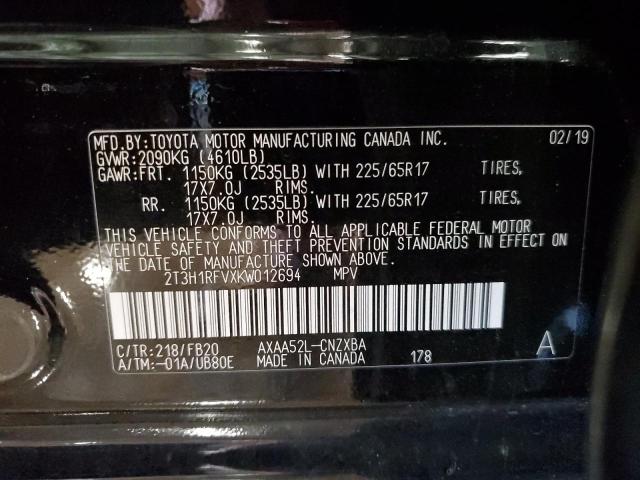 MFD.BY:TOYOTA MOTOR MANUFACTURING CANADA INC. 02/19
GVWR:2090KG (4610LB)
GAWR:FRT. 1150KG (2535LB) WITH 225/65R17 TIRES,
17X7.0J RIMS.
RR. 1150KG (2535LB) WITH 225/65R17 TIRES,
17X7.0J RIMS.
THIS VEHICLE CONFORMS TO ALL APPLICABLE FEDERAL MOTOR
VEHICLE SAFETY AND THEFT PREVENTION STANDARDS IN EFFECT ON
THE DATE OF MANUFACTURE SHOWN ABOVE.
2T3H1RFVXKW012694 MPV
C/TR:218/FB20 AXAA52L-CNZXBA A
A/TM:-01A/UB80E MADE IN CANADA 178